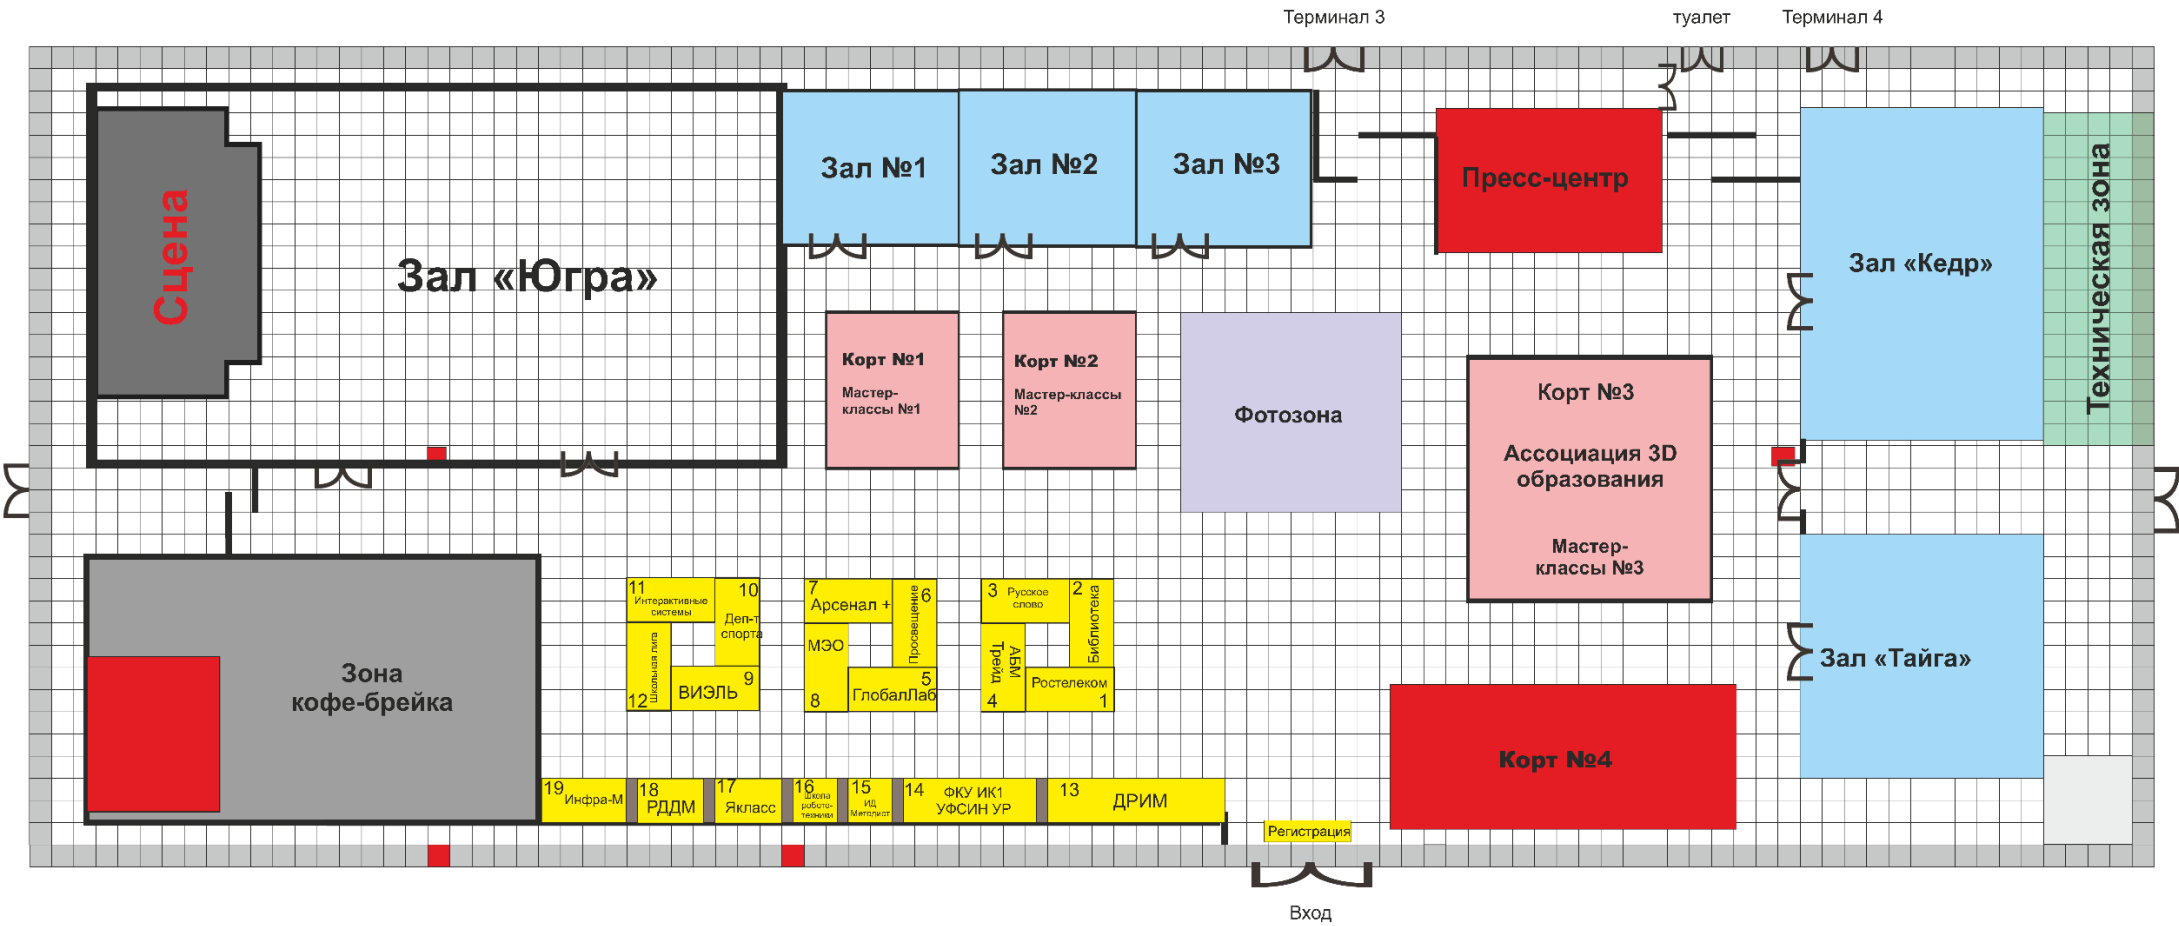 Терминал 3
туалет
Терминал 4
Сцена
Зал «Югра»
Зал №1
Зал №2
Зал №3
Пресс-центр
Зал «Кедр»
Техническая зона
Корт №1
Мастер-
классы №1
Корт №2
Мастер-классы
№2
Фотозона
Корт №3
Ассоциация 3D
образования
Мастер-
классы №3
Зона
кофе-брейка
11
Интерактивные
системы
10
Деп-т
спорта
Школьная лига
12
9
ВИЭЛЬ
7
Арсенал +
6
Просвещение
МЭО
8
5
ГлобалЛаб
3
Русское
слово
2
Библиотека
АБМ
Трейд
4
Ростелеком
1
Зал «Тайга»
Корт №4
19
Инфра-М
18
РДДМ
17
Якласс
16
Школа
робото-
техники
15
ИД
Методист
14
ФКУ ИК1
УФСИН УР
13
ДРИМ
Регистрация
Вход